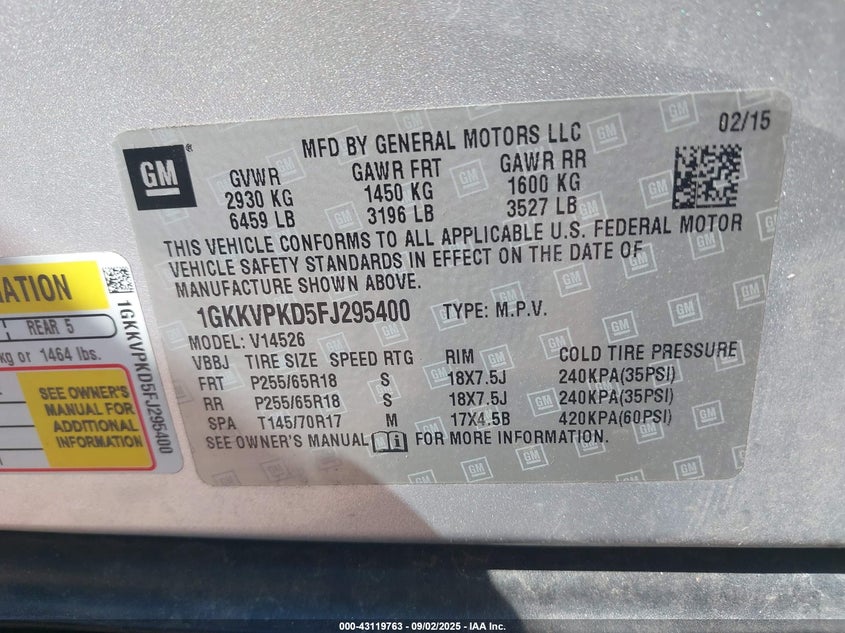 MFD BY GENERAL MOTORS LLC 02/15
GM
GVWR GAWR FRT GAWR RR
2930 KG 1450 KG 1600 KG
6459 LB 3196 LB 3527 LB
THIS VEHICLE CONFORMS TO ALL APPLICABLE U.S. FEDERAL MOTOR
VEHICLE SAFETY STANDARDS IN EFFECT ON THE DATE OF
MANUFACTURE SHOWN ABOVE.
1GKKVPKD5FJ295400 TYPE: M.P.V.
MODEL: V14526
VBBJ TIRE SIZE SPEED RTG RIM COLD TIRE PRESSURE
FRT P255/65R18 S 18X7.5J 240KPA(35PSI)
RR P255/65R18 S 18X7.5J 240KPA(35PSI)
SPA T145/70R17 M 17X4.5B 420KPA(60PSI)
SEE OWNER'S MANUAL FOR MORE INFORMATION.
REAR 5
kg or 1464 lbs.
SEE OWNER'S
MANUAL FOR
ADDITIONAL
INFORMATION
1GKKVPKD5FJ295400
000-43119763 - 09/02/2025 - IAA Inc.